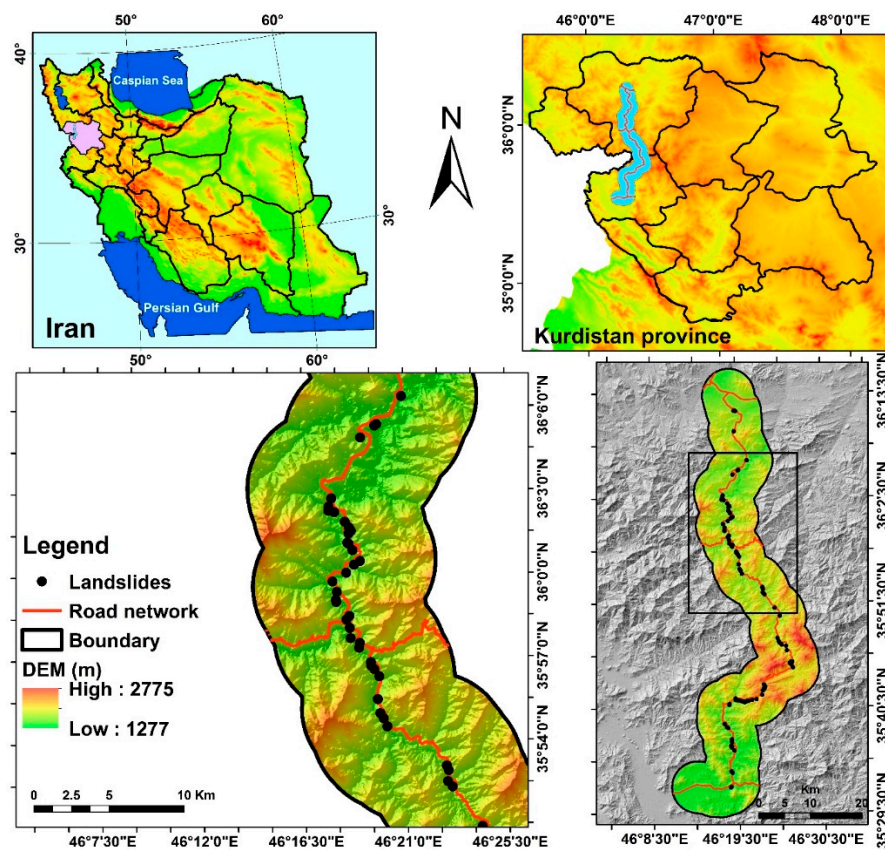 50°
60°
40°
30°
Caspian Sea
Persian Gulf
Iran
30°
50°
60°
N
46°0'0"E
47°0'0"E
48°0'0"E
36°0'0"N
35°0'0"N
Kurdistan province
36°6'0"N
36°3'0"N
36°0'0"N
35°57'0"N
35°54'0"N
Legend
Landslides
Road network
Boundary
DEM (m)
High : 2775
Low : 1277
0 2.5 5 10 Km
46°7'30"E
46°12'0"E
46°16'30"E
46°21'0"E
46°25'30"E
36°13'30"N
36°2'30"N
35°51'30"N
35°40'30"N
35°29'30"N
0 5 10 20 Km
46°8'30"E
46°19'30"E
46°30'30"E